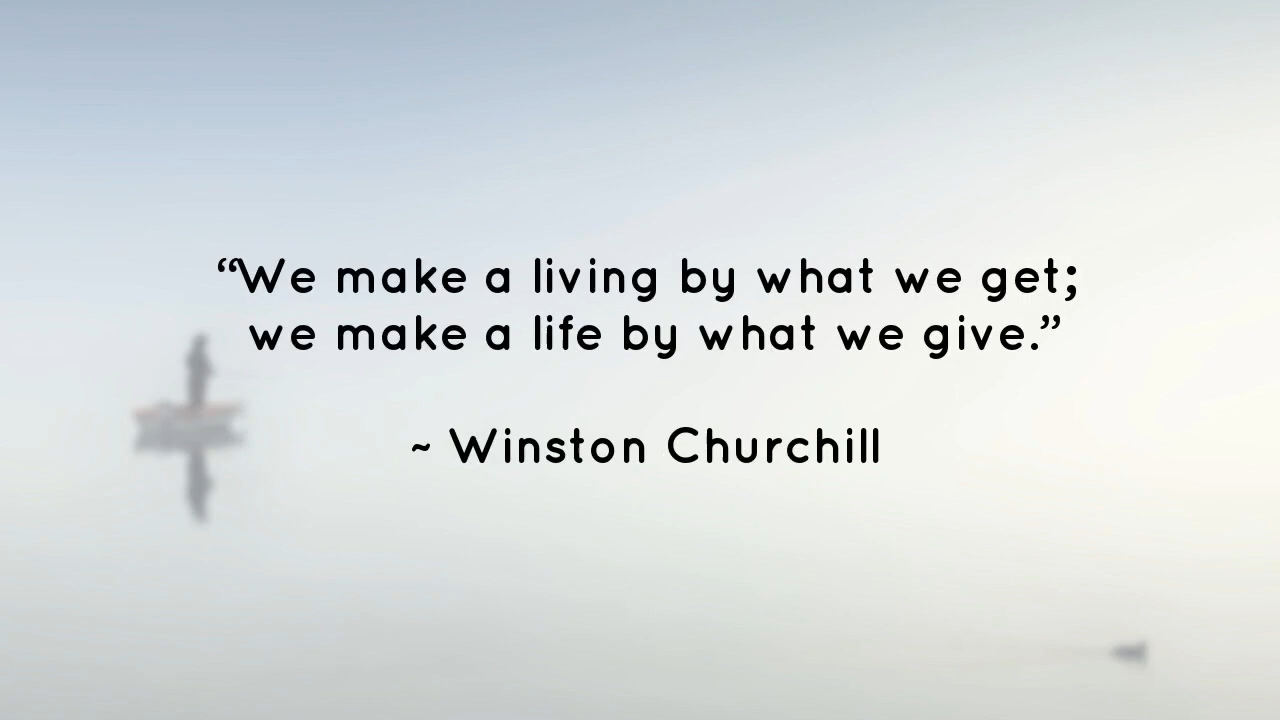 “We make a living by what we get;
we make a life by what we give.”
~ Winston Churchill